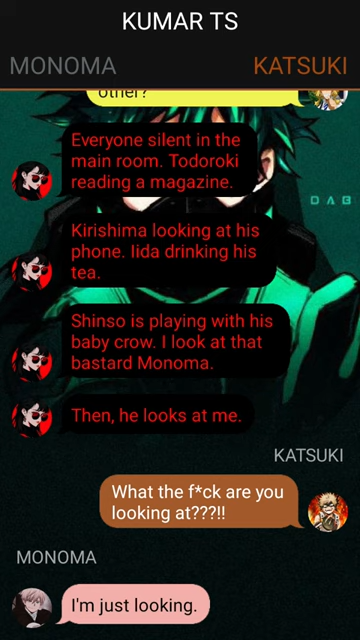 KUMAR TS
MONOMA
KATSUKI
other?
Everyone silent in the
main room. Todoroki
reading a magazine.
DAB
Kirishima looking at his
phone. Iida drinking his
tea.
Shinso is playing with his
baby crow. I look at that
bastard Monoma.
Then, he looks at me.
KATSUKI
What the f*ck are you
looking at???!!
MONOMA
I'm just looking.